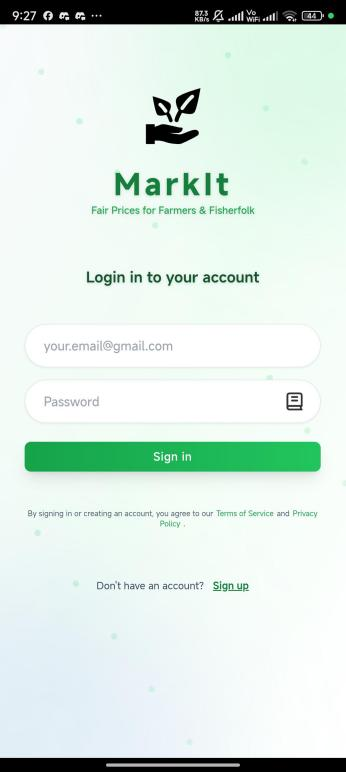 9:27
87.3
KB/s
Vo
WiFi
44
MarkIt
Fair Prices for Farmers & Fisherfolk
Login in to your account
your.email@gmail.com
Password
Sign in
By signing in or creating an account, you agree to our Terms of Service and Privacy
Policy .
Don't have an account? Sign up